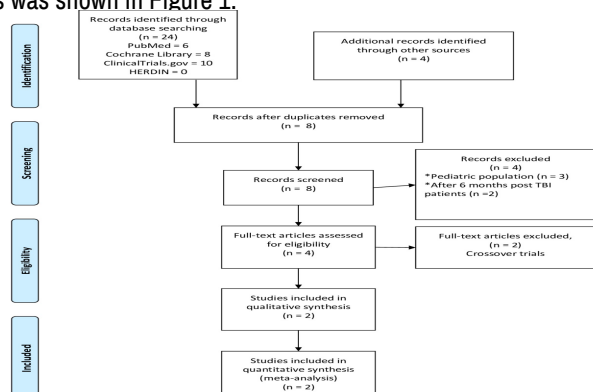 s was shown in Figure 1.
Records identified through
database searching
(n = 24)
PubMed = 6
Cochrane Library = 8
ClinicalTrials.gov = 10
HERDIN = 0
Additional records identified
through other sources
(n = 4)
Identification
Records after duplicates removed
(n = 8)
Screening
Records screened
(n = 8)
Records excluded
(n = 4)
*Pediatric population (n = 3)
*After 6 months post TBI
patients (n =2)
Eligibility
Full-text articles assessed
for eligibility
(n = 4)
Full-text articles excluded,
(n = 2)
Crossover trials
Studies included in
qualitative synthesis
(n = 2)
Included
Studies included in
quantitative synthesis
(meta-analysis)
(n = 2)